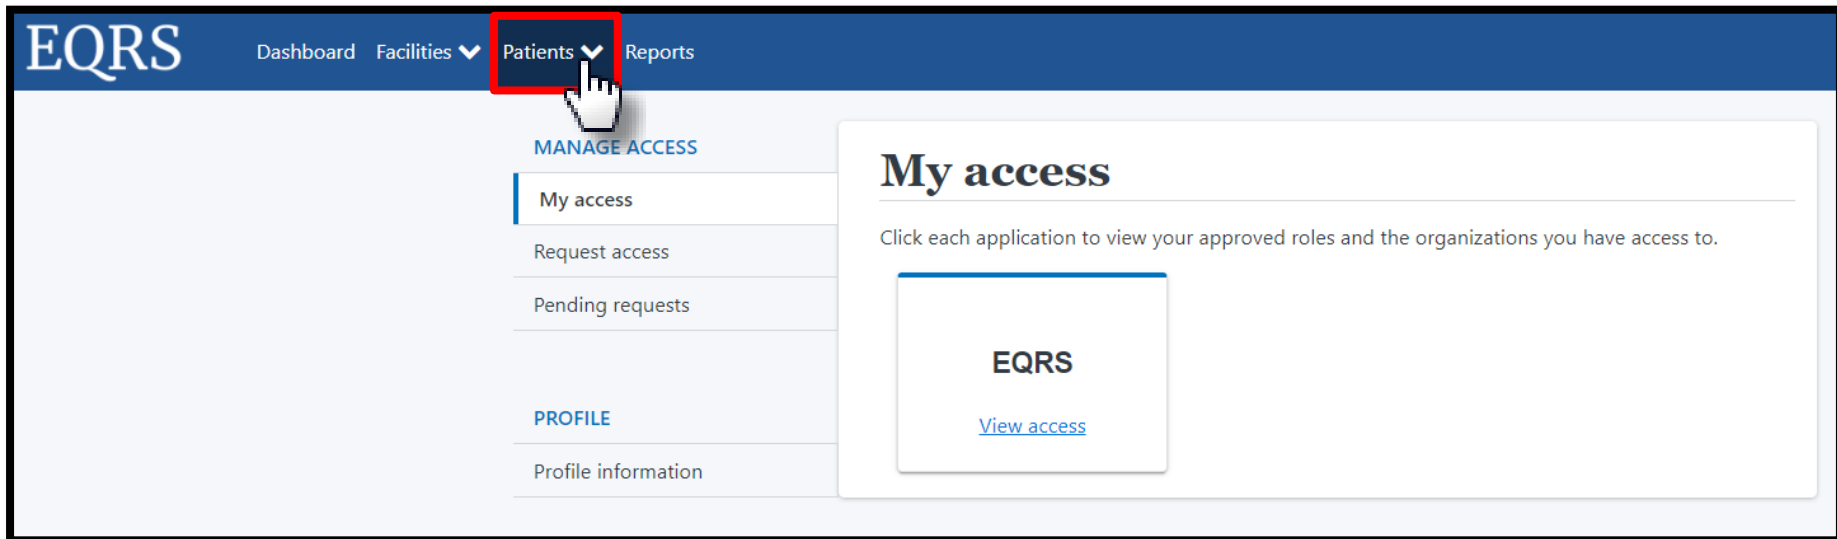 EQRS
Dashboard Facilities Patients Reports
MANAGE ACCESS
My access
Request access
Pending requests
PROFILE
Profile information
My access
Click each application to view your approved roles and the organizations you have access to.
EQRS
View access